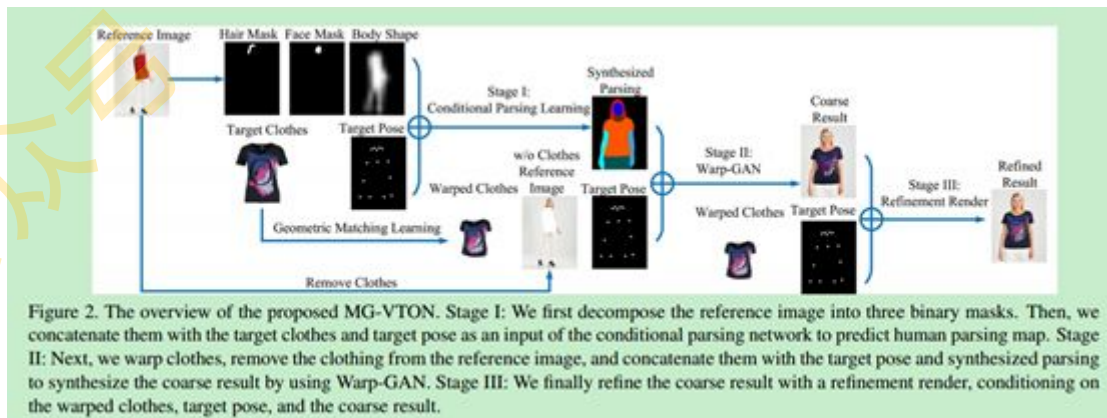 Reference Image
Hair Mask Face Mask Body Shape
Stage I:
Conditional Parsing Learning
Synthesized
Parsing
Coarse
Result
Target Clothes
Target Pose
w/o Clothes
Reference
Image
Warped Clothes
Target Pose
Stage II:
Warp-GAN
Stage III:
Refinement Render
Refined
Result
Warped Clothes
Target Pose
Geometric Matching Learning
Remove Clothes
Figure 2. The overview of the proposed MG-VTON. Stage I: We first decompose the reference image into three binary masks. Then, we
concatenate them with the target clothes and target pose as an input of the conditional parsing network to predict human parsing map. Stage
II: Next, we warp clothes, remove the clothing from the reference image, and concatenate them with the target pose and synthesized parsing
to synthesize the coarse result by using Warp-GAN. Stage III: We finally refine the coarse result with a refinement render, conditioning on
the warped clothes, target pose, and the coarse result.